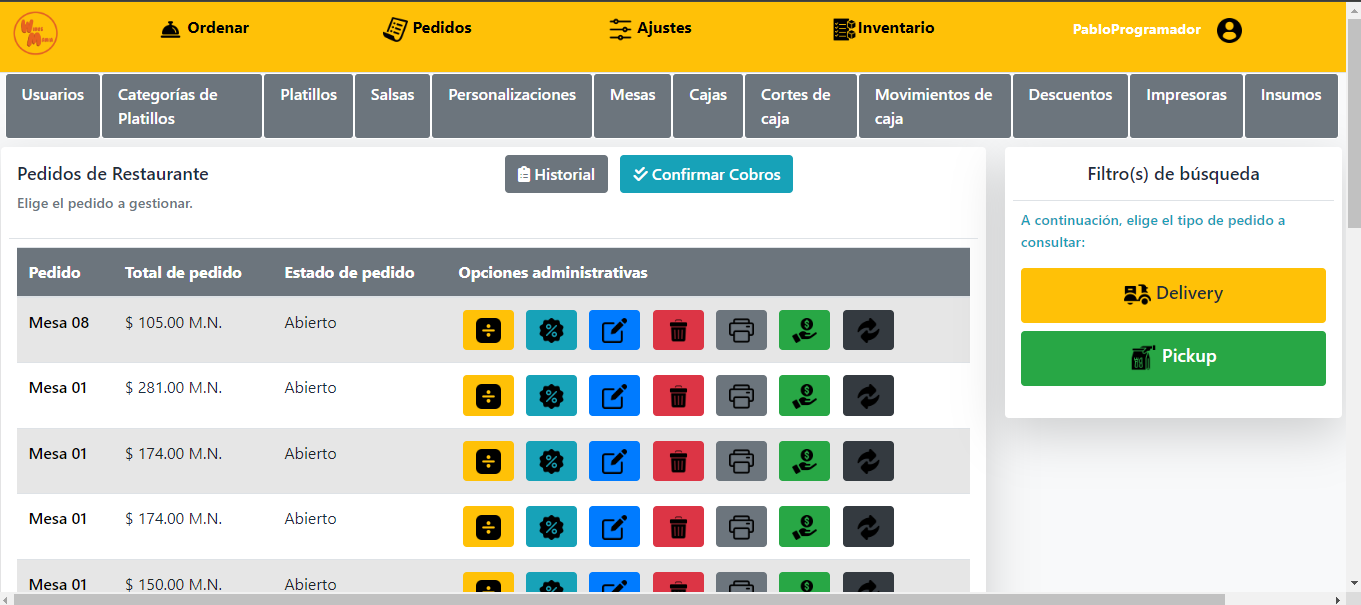 Ordenar
Pedidos
Ajustes
Inventario
PabloProgramador
Usuarios
Categorías de
Platillos
Platillos
Salsas
Personalizaciones
Mesas
Cajas
Cortes de
caja
Movimientos de
caja
Descuentos
Impresoras
Insumos
Pedidos de Restaurante
Elige el pedido a gestionar.
Historial
Confirmar Cobros
Pedido Total de pedido Estado de pedido Opciones administrativas
Mesa 08 $ 105.00 M.N. Abierto
Mesa 01 $ 281.00 M.N. Abierto
Mesa 01 $ 174.00 M.N. Abierto
Mesa 01 $ 174.00 M.N. Abierto
Mesa 01 $ 150.00 M.N. Abierto
Filtro(s) de búsqueda
A continuación, elige el tipo de pedido a
consultar:
Delivery
Pickup